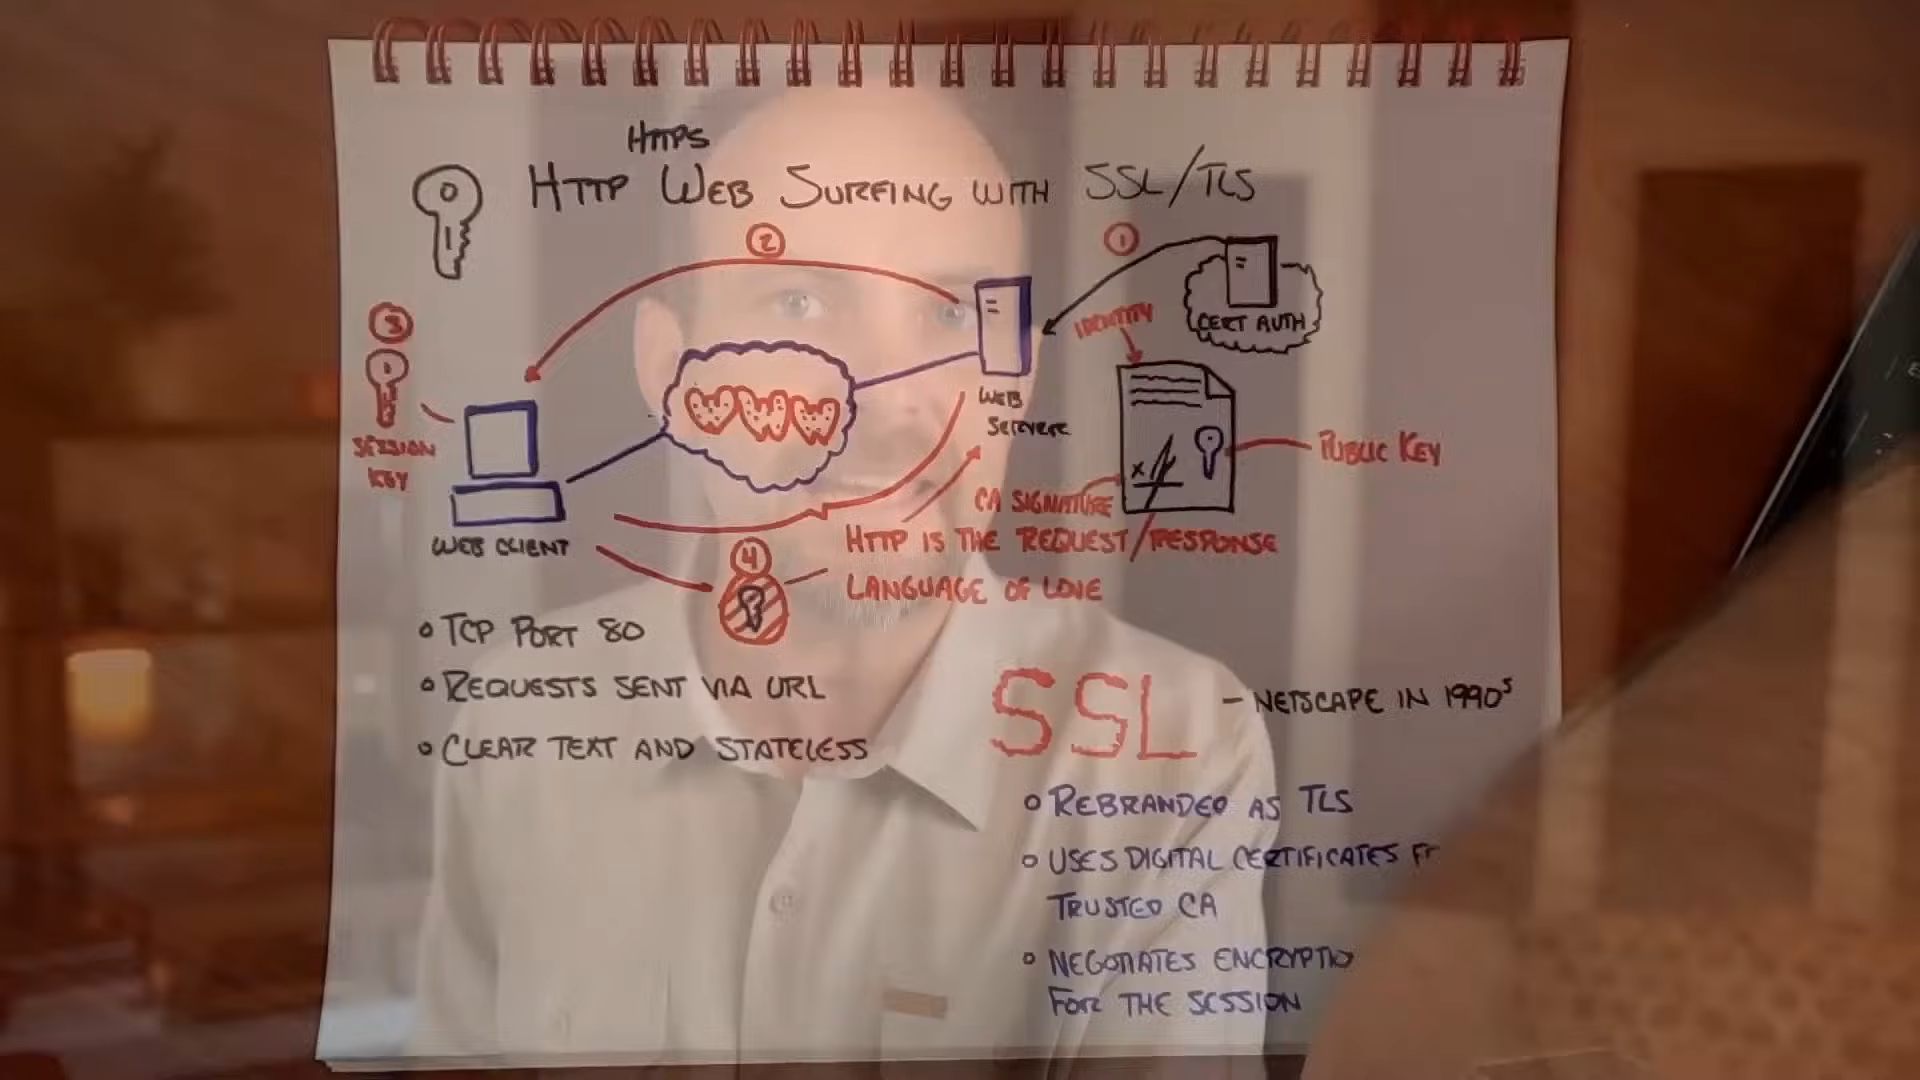 HTTPS
HTTP WEB SURFING WITH SSL/TLS
2
1
3
SESSION
KEY
WWW
WEB
SERVER
IDENTITY
CERT AUTH
X
PUBLIC KEY
CA SIGNATURE
WEB CLIENT
4
HTTP IS THE REQUEST/RESPONSE
LANGUAGE OF LOVE
TCP PORT 80
REQUESTS SENT VIA URL
CLEAR TEXT AND STATELESS
SSL
- NETSCAPE IN 1990s
REBRANDED AS TLS
USES DIGITAL CERTIFICATES
TRUSTED CA
NEGOTIATES ENCRYPTIO
FOR THE SESSION